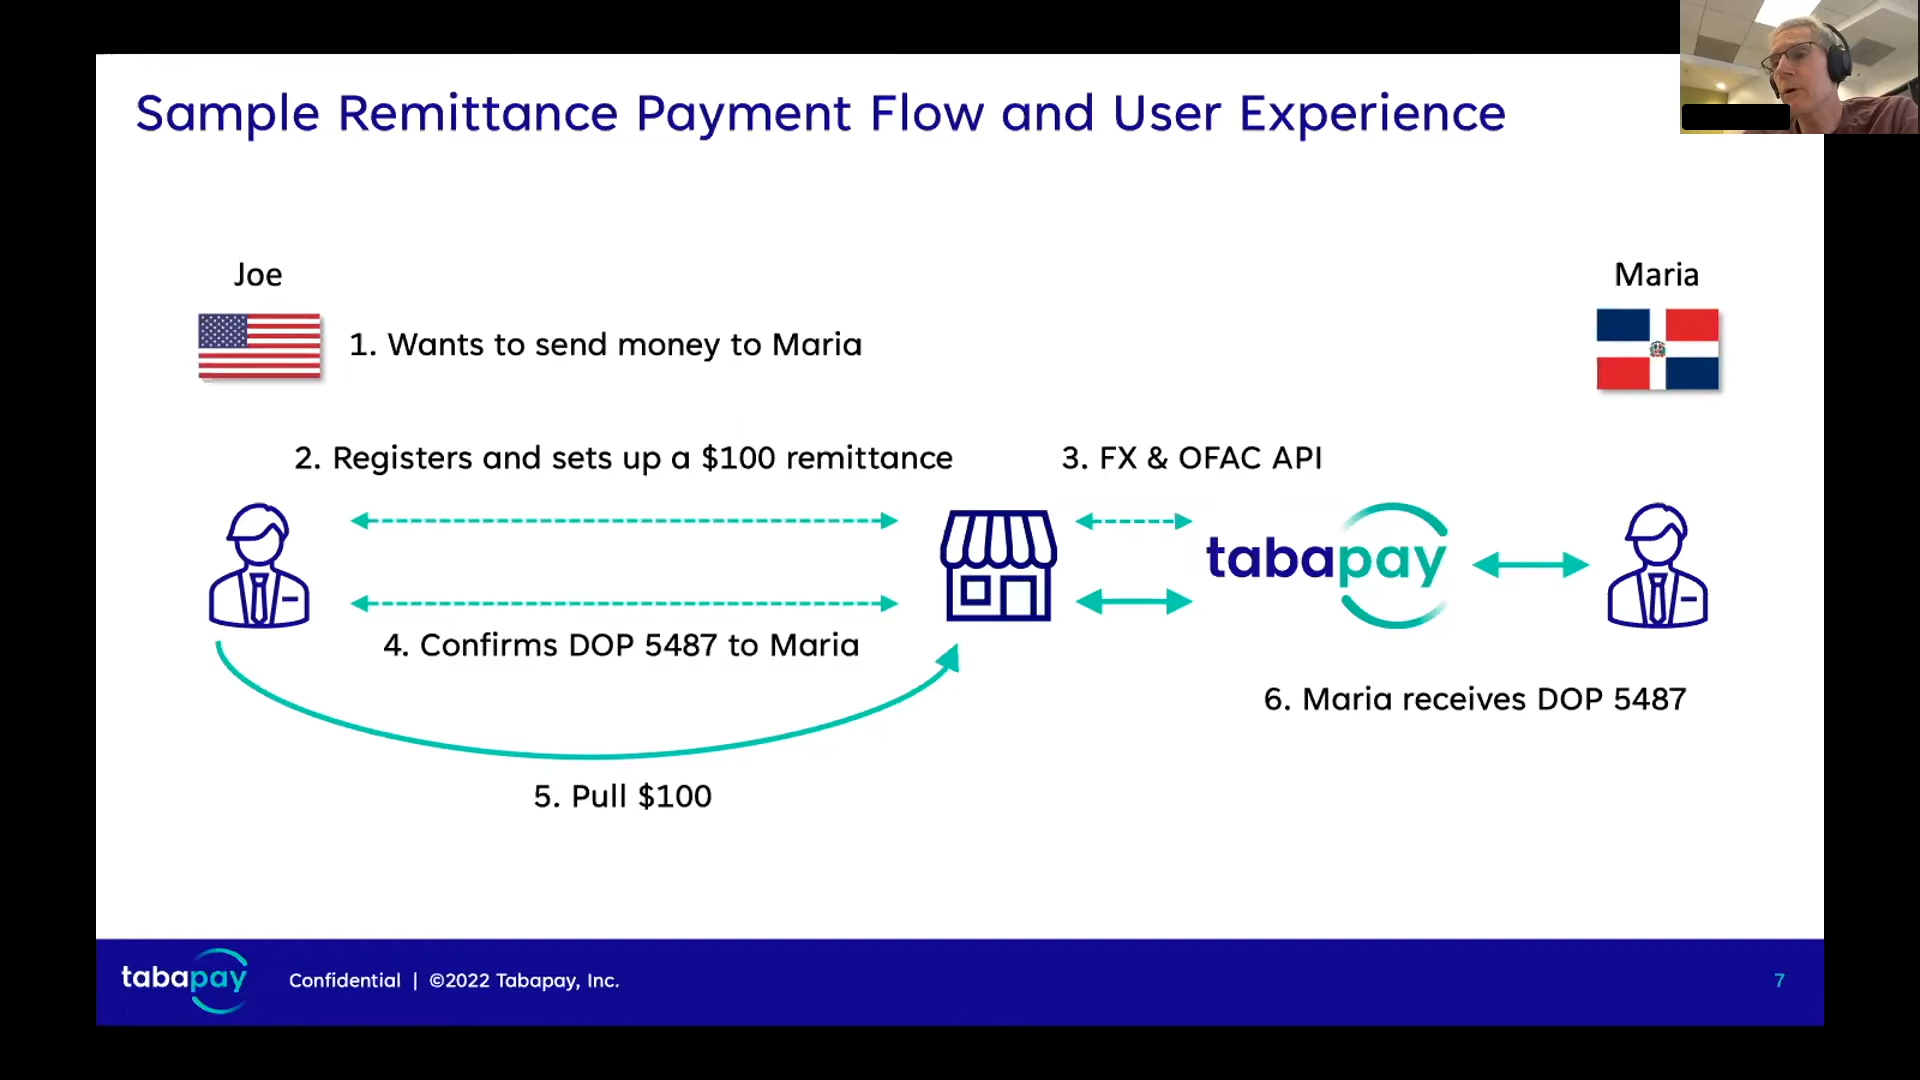 Sample Remittance Payment Flow and User Experience
Joe
Maria
1. Wants to send money to Maria
2. Registers and sets up a $100 remittance
3. FX & OFAC API
tabapay
4. Confirms DOP 5487 to Maria
6. Maria receives DOP 5487
5. Pull $100
tabapay
Confidential | ©2022 Tabapay, Inc.
7